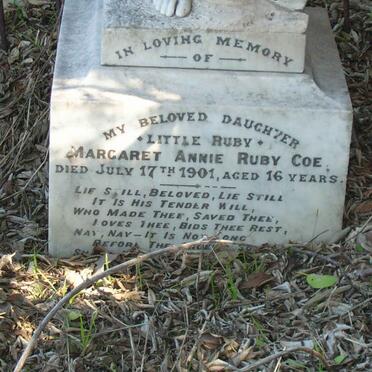 IN LOVING MEMORY
OF
MY BELOVED DAUGHTER
LITTLE RUBY
MARGARET ANNIE RUBY COE.
DIED JULY 17TH 1901, AGED 16 YEARS.
LIE STILL, BELOVED, LIE STILL
IT IS HIS TENDER WILL,
WHO MADE THEE, SAVED THEE,
LOVES THEE, BIDS THEE REST,
NAY, NAY-IT IS NOT LONG
BEFORE THE